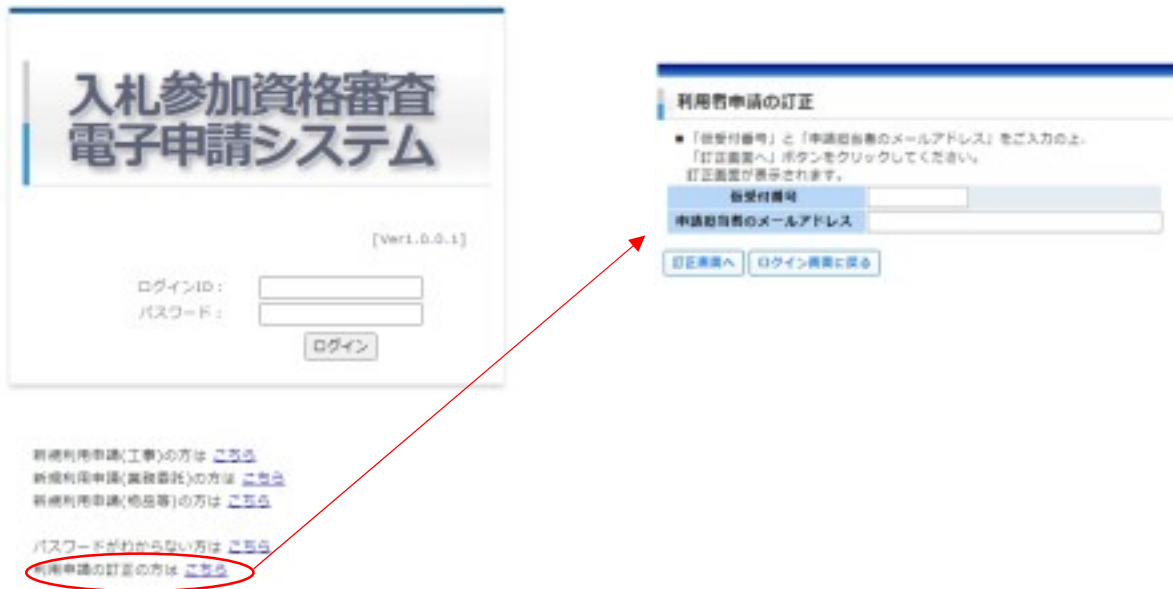 入札参加資格審査
電子申請システム
[Ver1.0.0.1]
ログインID：
パスワード：
ログイン
新規利用申請(工事)の方は こちら
新規利用申請(業務委託)の方は こちら
新規利用申請(物品等)の方は こちら
パスワードがわからない方は こちら
利用申請の訂正の方は こちら
利用者申請の訂正
■ 「仮受付番号」と「申請担当者のメールアドレス」をご入力の上、
「訂正画面へ」ボタンをクリックしてください。
訂正画面が表示されます。
仮受付番号
申請担当者のメールアドレス
訂正画面へ
ログイン画面に戻る